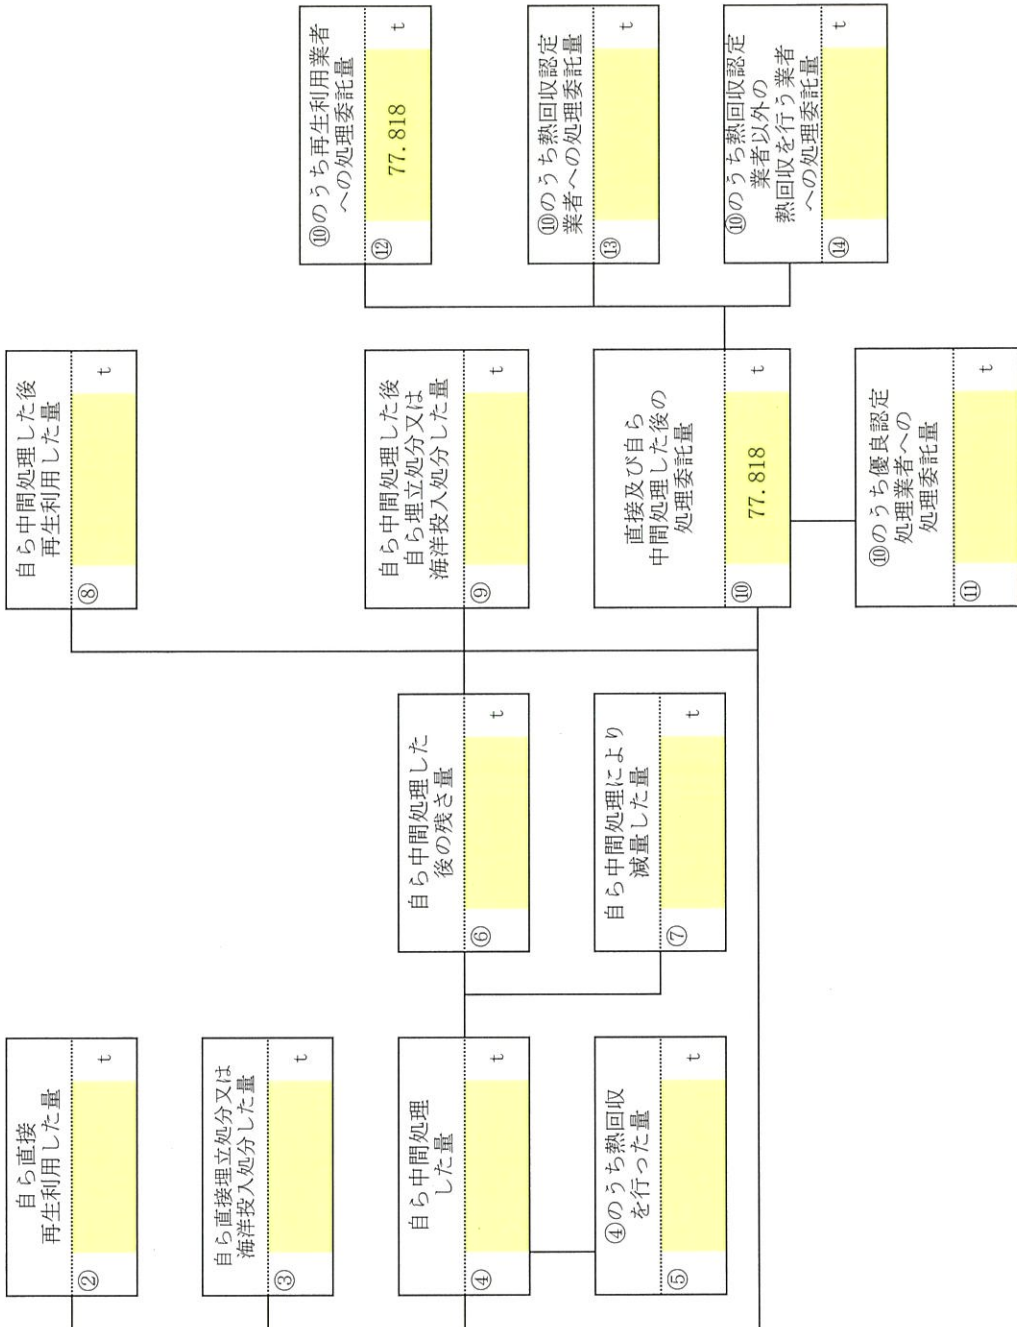 自ら直接
再生利用した量
② t
自ら直接埋立処分又は
海洋投入処分した量
③ t
自ら中間処理
した量
④ t
④のうち熱回収
を行った量
⑤ t
自ら中間処理した
後の残さ量
⑥ t
自ら中間処理により
減量した量
⑦ t
自ら中間処理した後
再生利用した量
⑧ t
自ら中間処理した後
自ら埋立処分又は
海洋投入処分した量
⑨ t
直接及び自ら
中間処理した後の
処理委託量
⑩ 77.818 t
⑩のうち優良認定
処理業者への
処理委託量
⑪ t
⑩のうち再生利用業者
への処理委託量
⑫ 77.818 t
⑩のうち熱回収認定
業者への処理委託量
⑬ t
⑩のうち熱回収認定
業者以外の
熱回収を行う業者
への処理委託量
⑭ t